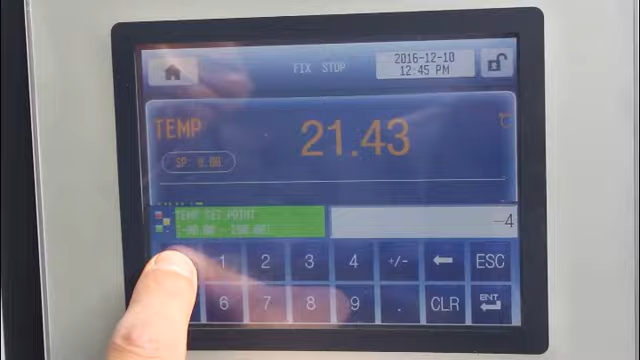 2016-12-10
FIX STOP
12:45 PM
TEMP
21.43
℃
SP: 0.00
TEMP SET POINT
-4
1 2 3 4 +/- ← ESC
6 7 8 9 . CLR ENT